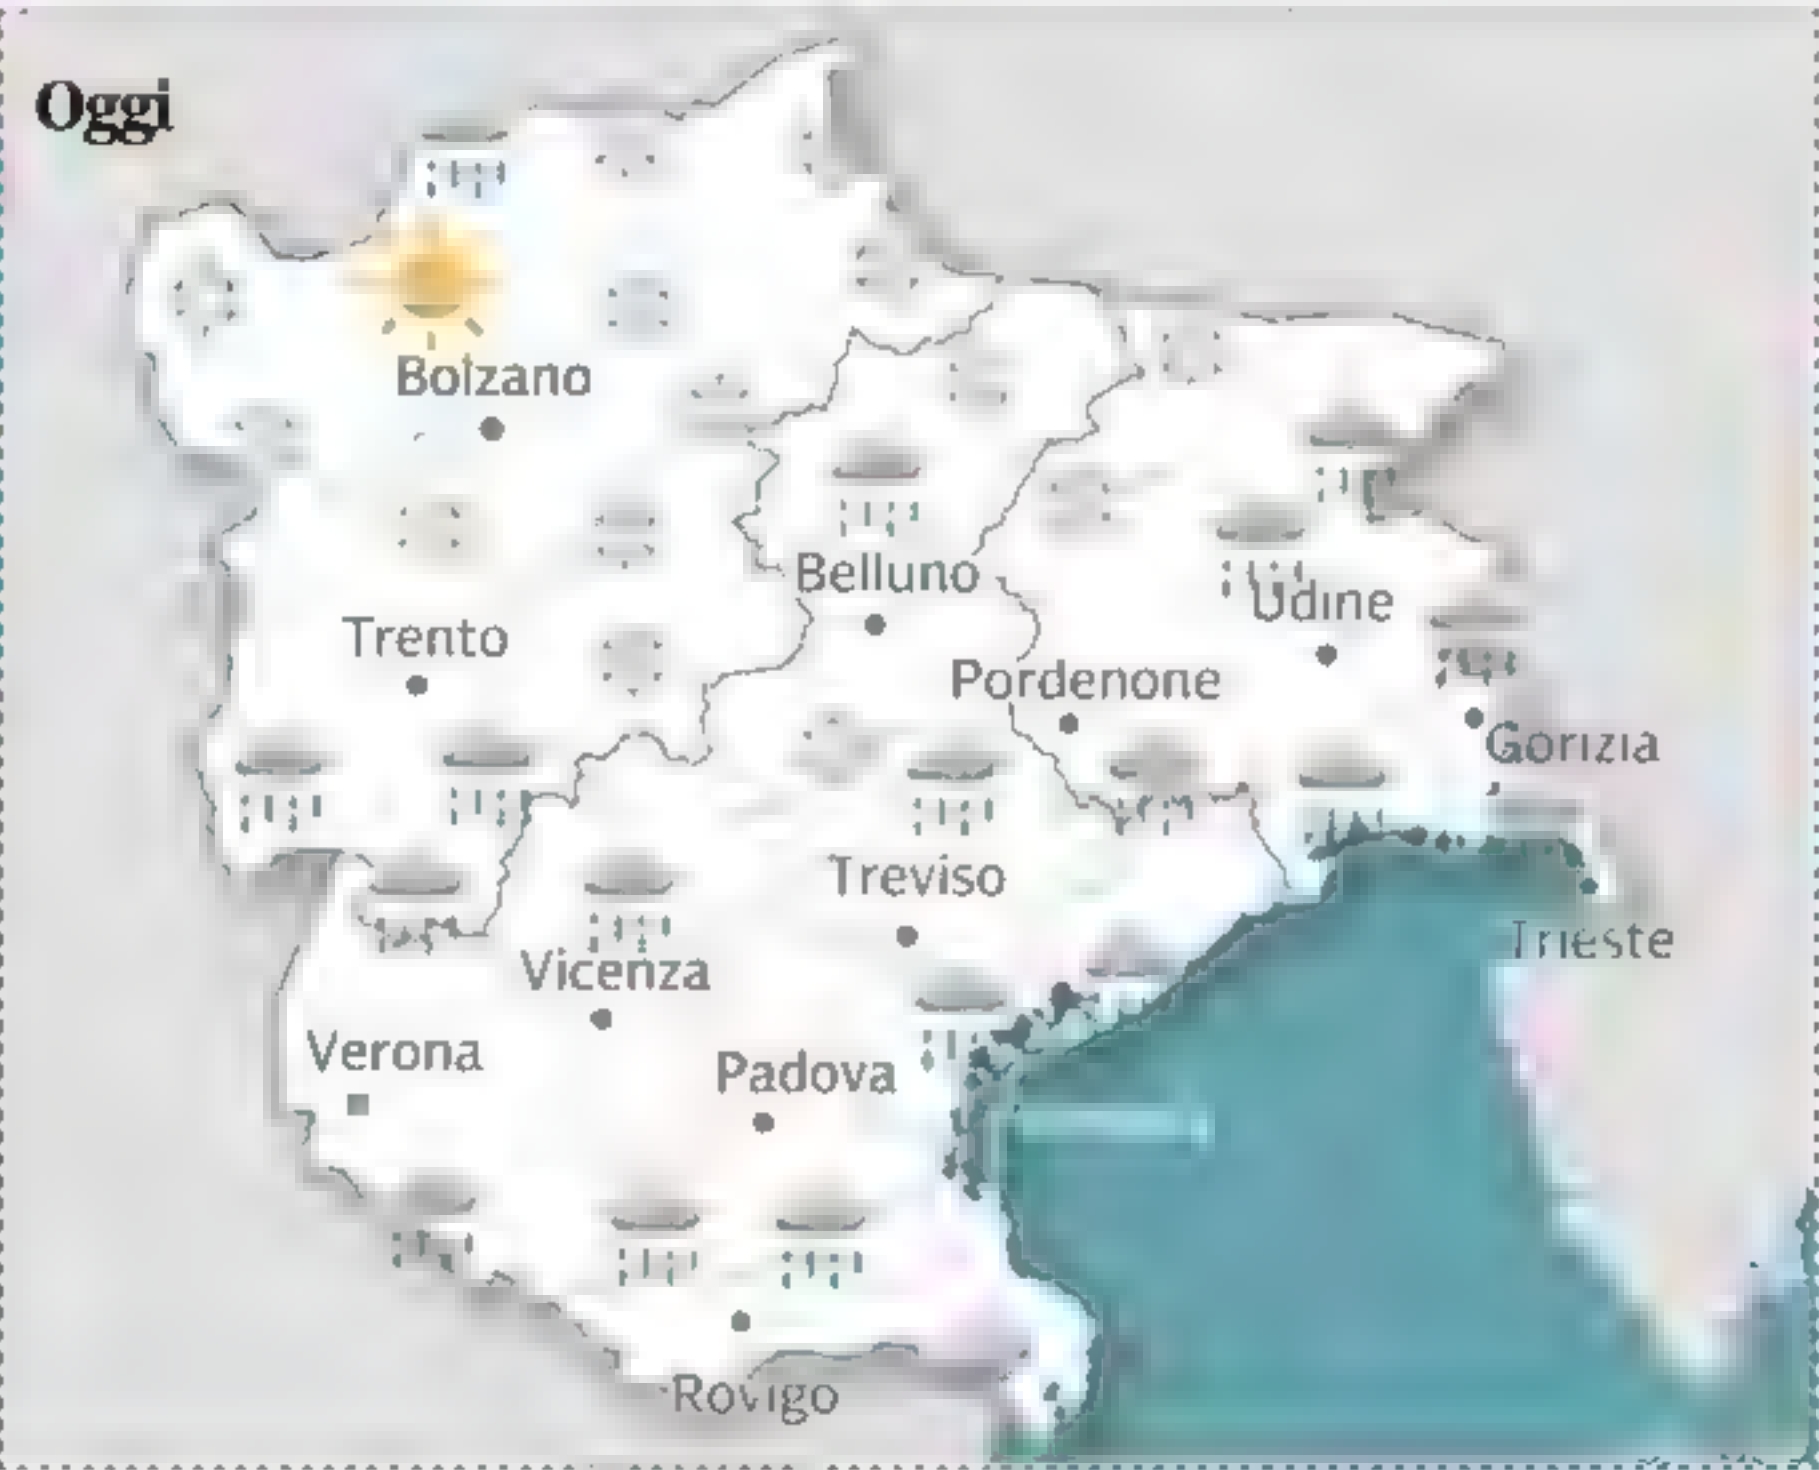 Oggi
Bolzano
Belluno
Udine
Trento
Pordenone
Gorizia
Treviso
Trieste
Vicenza
Verona
Padova
Rovigo